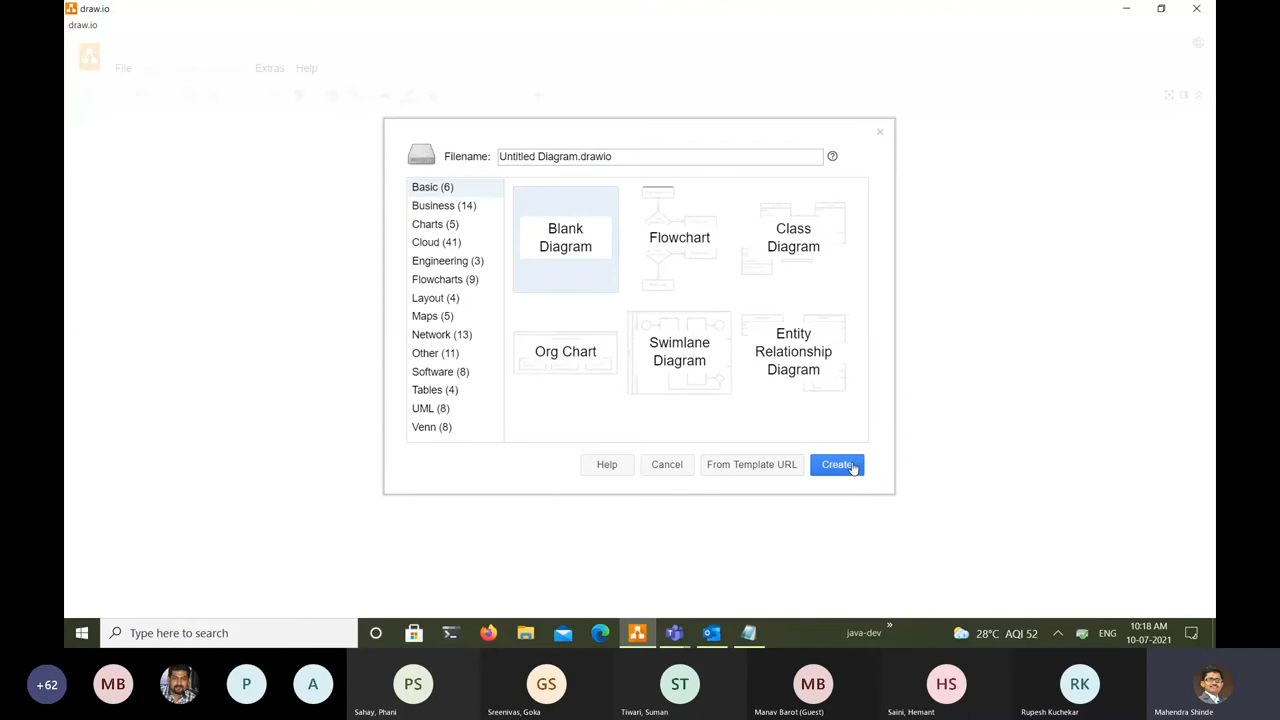 draw.io
draw.io
File
Extras
Help
Filename:
Untitled Diagram.drawio
Basic (6)
Business (14)
Charts (5)
Cloud (41)
Engineering (3)
Flowcharts (9)
Layout (4)
Maps (5)
Network (13)
Other (11)
Software (8)
Tables (4)
UML (8)
Venn (8)
Blank
Diagram
Flowchart
Class
Diagram
Org Chart
Swimlane
Diagram
Entity
Relationship
Diagram
Help
Cancel
From Template URL
Create
Type here to search
java-dev
28°C AQI 52
ENG
10:18 AM
10-07-2021
+62
MB
P
A
PS
GS
ST
MB
HS
RK
Sahay, Phani
Sreenivas, Goka
Tiwari, Suman
Manav Barot (Guest)
Saini, Hemant
Rupesh Kuchekar
Mahendra Shinde